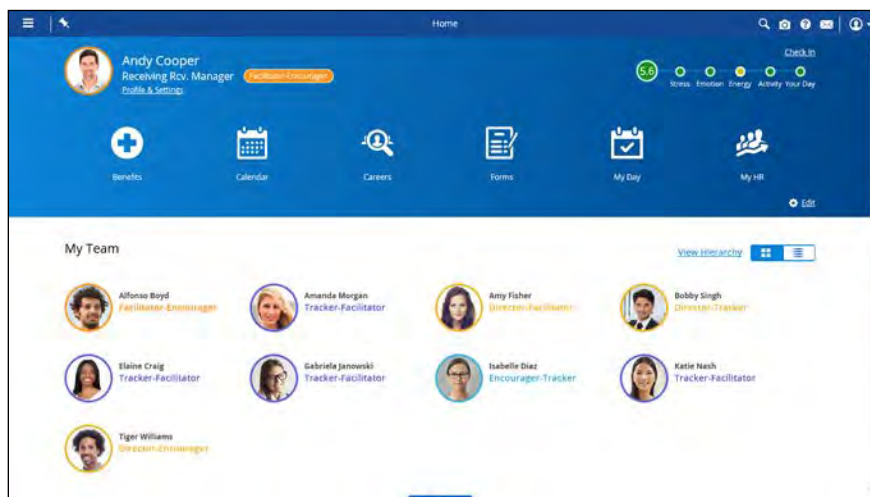 Home
Andy Cooper
Receiving Rcv. Manager
Facilitator-Encourager
Profile & Settings
Check In
5.6
Stress Emotion Energy Activity Your Day
Benefits Calendar Careers Forms My Day My HR
Edit
My Team
View Hierarchy
Alfonso Boyd
Facilitator-Encourager
Amanda Morgan
Tracker-Facilitator
Amy Fisher
Director-Facilitator
Bobby Singh
Director-Tracker
Elaine Craig
Tracker-Facilitator
Gabriela Janowski
Tracker-Facilitator
Isabelle Diaz
Encourager-Tracker
Katie Nash
Tracker-Facilitator
Tiger Williams
Director-Encourager